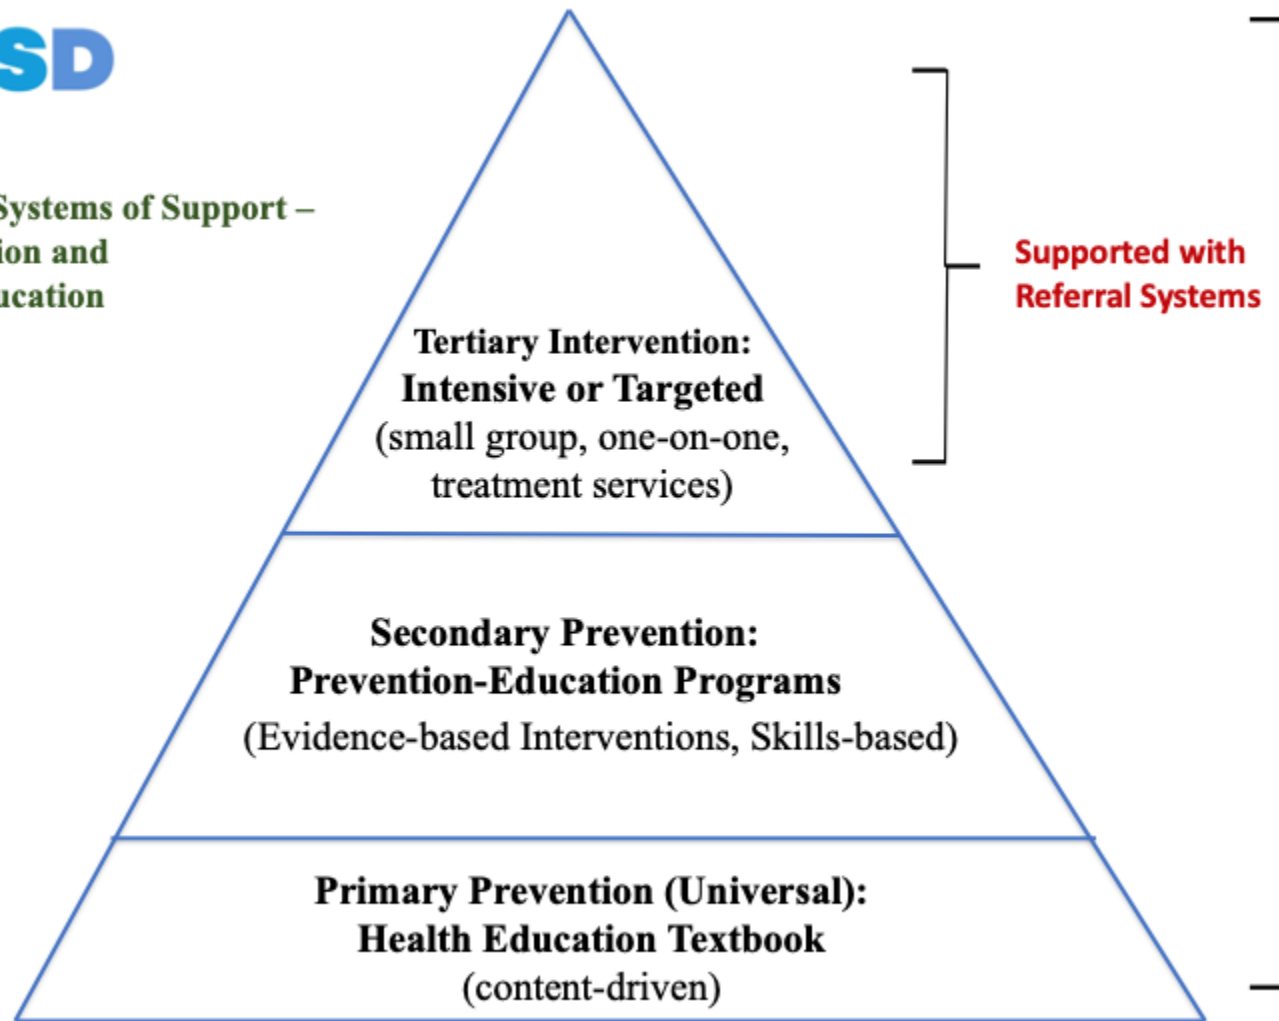 SD
Systems of Support –
ion and
ucation
Supported with
Referral Systems
Tertiary Intervention:
Intensive or Targeted
(small group, one-on-one,
treatment services)
Secondary Prevention:
Prevention-Education Programs
(Evidence-based Interventions, Skills-based)
Primary Prevention (Universal):
Health Education Textbook
(content-driven)